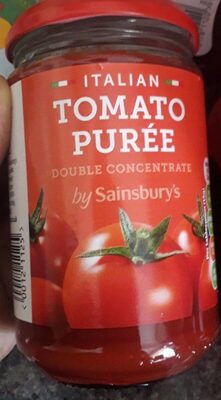 ITALIAN
TOMATO
PURÉE
DOUBLE CONCENTRATE
by Sainsbury's